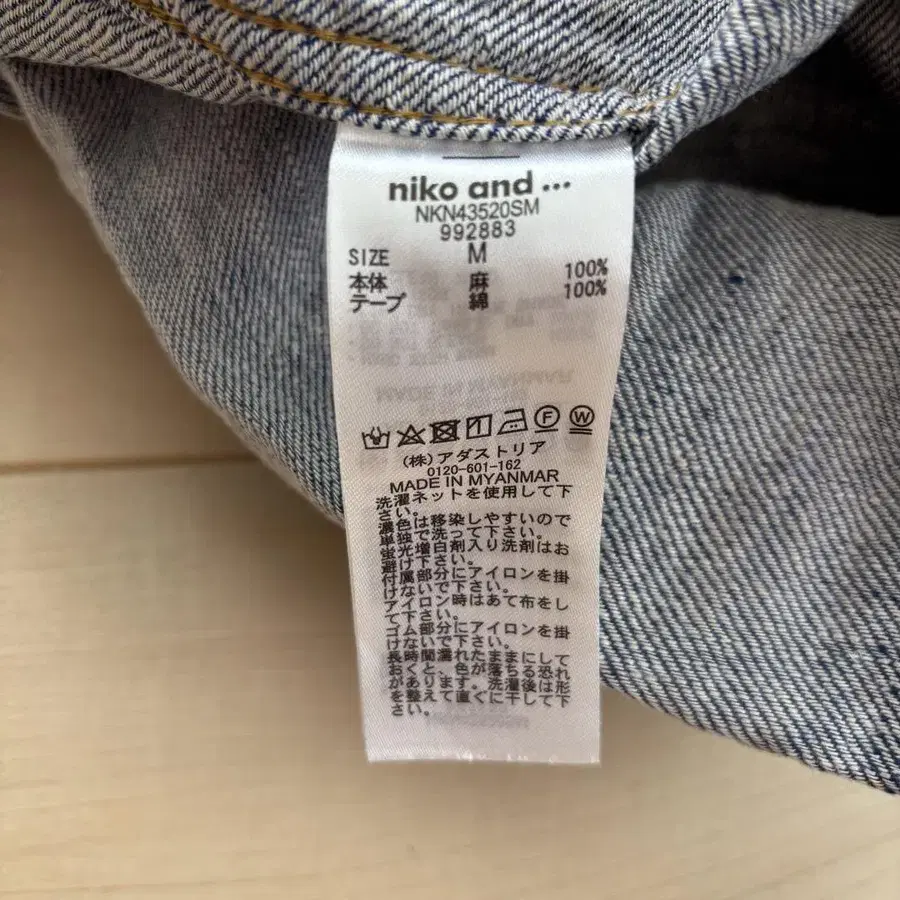 niko and ...
NKN43520SM
992883
SIZE M
本体 麻 100%
テープ 綿 100%
F W
(株)アダストリア
0120-601-162
MADE IN MYANMAR
洗濯ネットを使用して下
さい。
濃色は移染しやすいので
単独で洗って下さい。
蛍光増白剤入り洗剤はお
避け下さい。
付属部分にアイロンを掛
けないで下さい。
アイロン時はあて布をし
て下さい。
ゴム部分にアイロンを掛
けないで下さい。
長時間濡れたままにして
おくと、色が落ちる恐れ
があります。洗濯後は形
を整えて直ぐに干して下
さい。